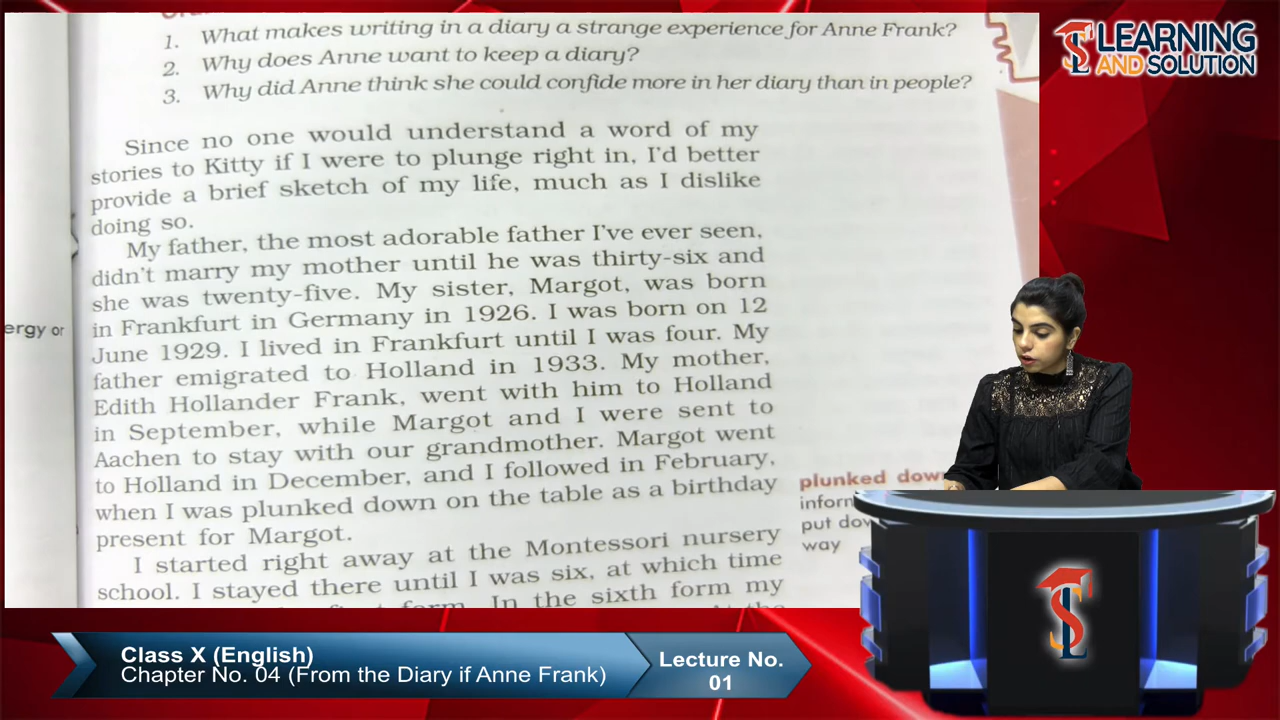 1. What makes writing in a diary a strange experience for Anne Frank?
2. Why does Anne want to keep a diary?
3. Why did Anne think she could confide more in her diary than in people?
Since no one would understand a word of my
stories to Kitty if I were to plunge right in, I'd better
provide a brief sketch of my life, much as I dislike
doing so.
My father, the most adorable father I've ever seen,
didn't marry my mother until he was thirty-six and
she was twenty-five. My sister, Margot, was born
in Frankfurt in Germany in 1926. I was born on 12
June 1929. I lived in Frankfurt until I was four. My
father emigrated to Holland in 1933. My mother,
Edith Hollander Frank, went with him to Holland
in September, while Margot and I were sent to
Aachen to stay with our grandmother. Margot went
to Holland in December, and I followed in February,
when I was plunked down on the table as a birthday
present for Margot.
I started right away at the Montessori nursery
school. I stayed there until I was six, at which time
form. In the sixth form my
At the
ergy or
plunked down
inform
put dow
way
LEARNING
AND SOLUTION
Class X (English)
Chapter No. 04 (From the Diary if Anne Frank)
Lecture No.
01